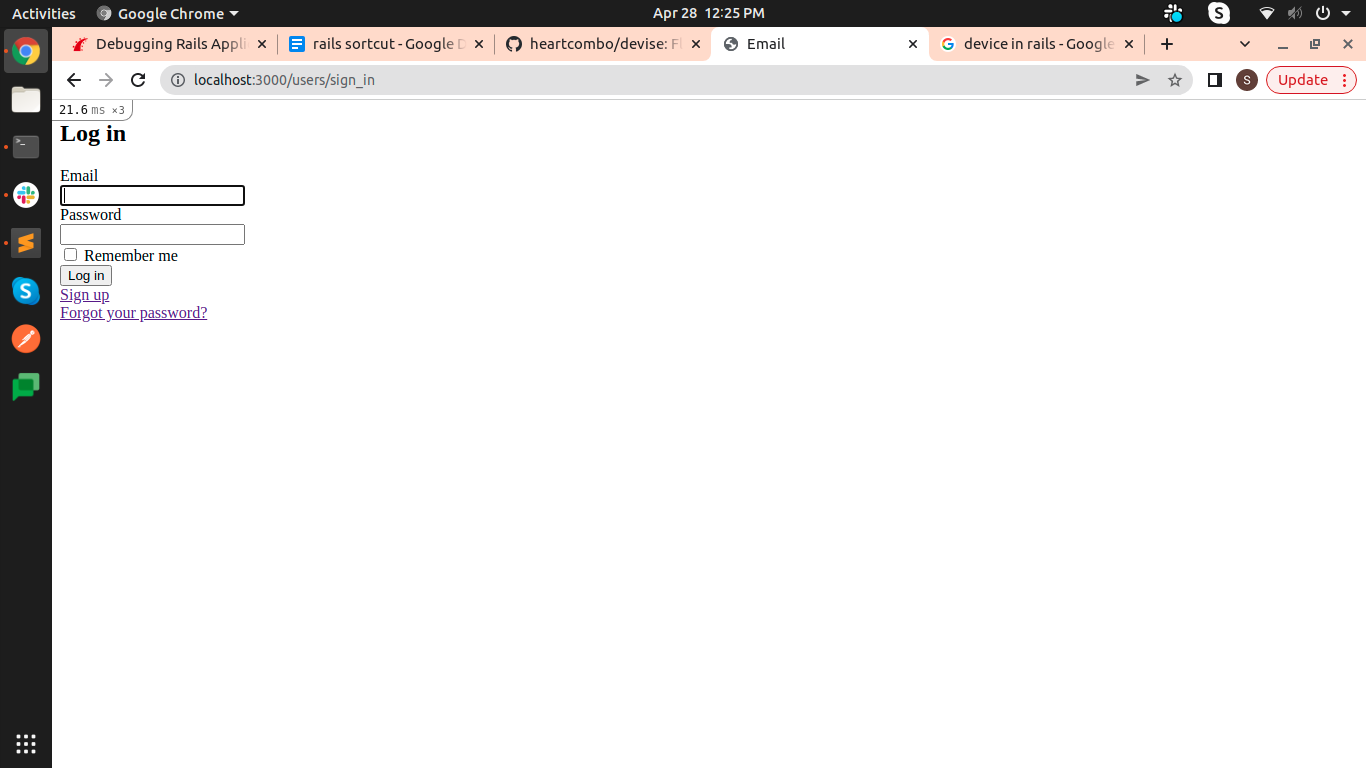 Activities Google Chrome Apr 28 12:25 PM S
Debugging Rails Appli rails sortcut - Google D heartcombo/devise: Fl Email device in rails - Google
localhost:3000/users/sign_in S Update
21.6 ms ×3
Log in
Email
Password
Remember me
Log in
Sign up
Forgot your password?